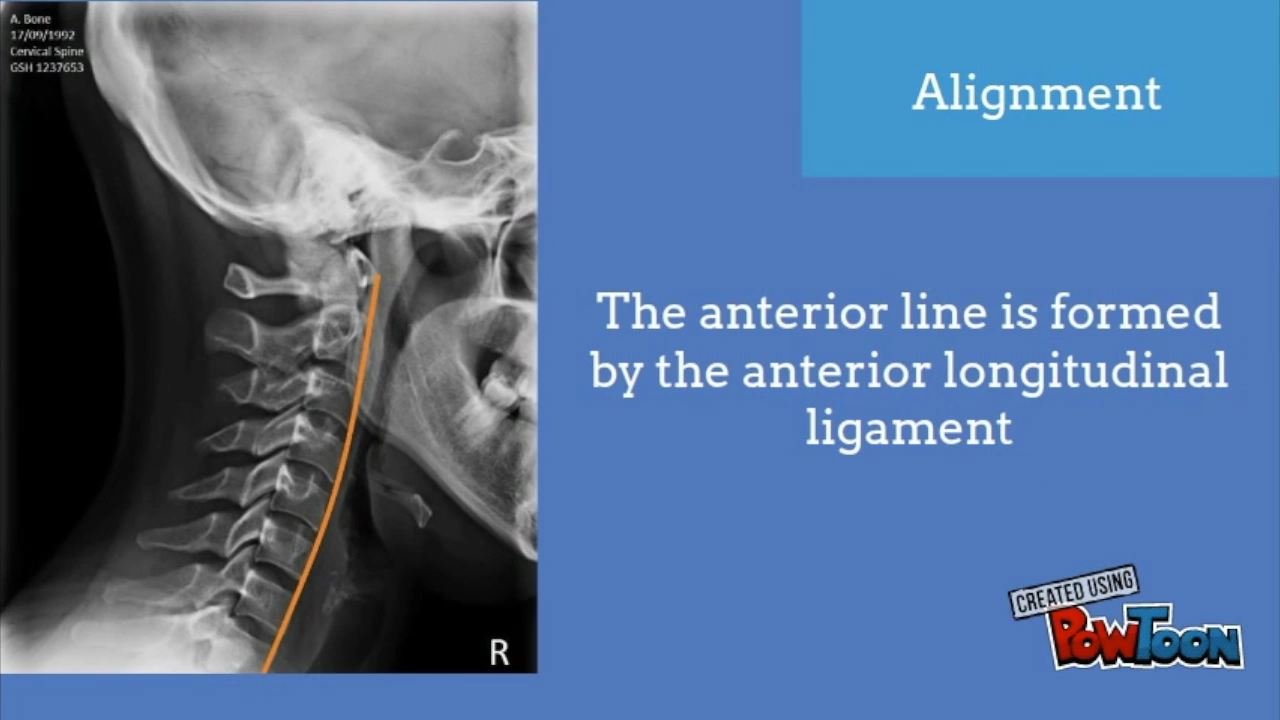 A. Bone
17/09/1992
Cervical Spine
GSH 1237653
Alignment
The anterior line is formed
by the anterior longitudinal
ligament
R
CREATED USING
POWTOON